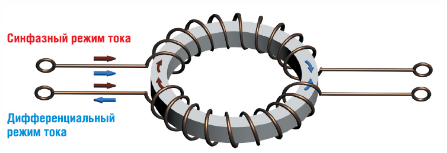 Синфазный режим тока
Дифференциальный
режим тока